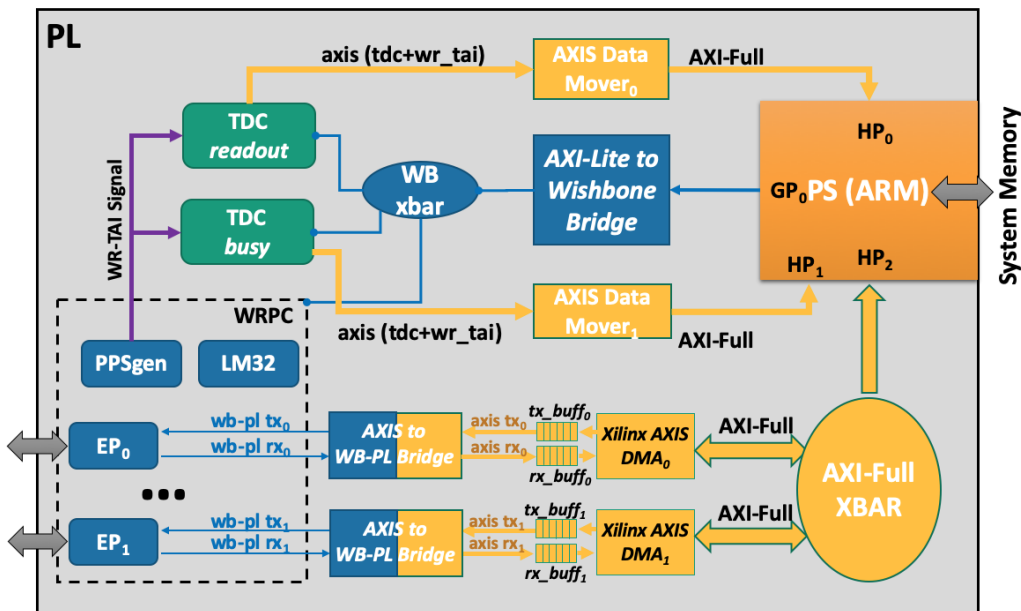 PL
axis (tdc+wr_tai)
AXIS Data
Mover₀
AXI-Full
TDC
readout
HP₀
WR-TAI Signal
WB
xbar
AXI-Lite to
Wishbone
Bridge
GP₀
PS (ARM)
System Memory
TDC
busy
HP₁
HP₂
WRPC
axis (tdc+wr_tai)
AXIS Data
Mover₁
AXI-Full
PPSgen
LM32
EP₀
wb-pl tx₀
wb-pl rx₀
AXIS to
WB-PL Bridge
axis tx₀
axis rx₀
tx_buff₀
rx_buff₀
Xilinx AXIS
DMA₀
AXI-Full
AXI-Full
XBAR
EP₁
wb-pl tx₁
wb-pl rx₁
AXIS to
WB-PL Bridge
axis tx₁
axis rx₁
tx_buff₁
rx_buff₁
Xilinx AXIS
DMA₁
AXI-Full